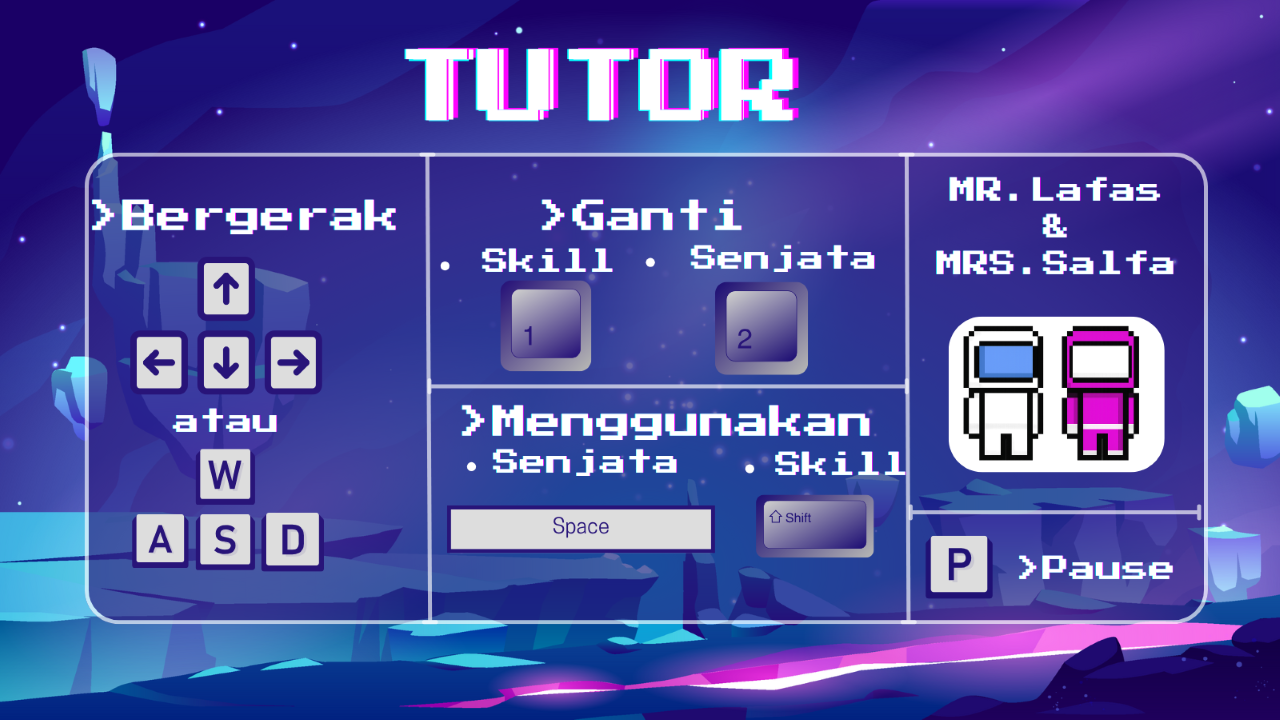 TUTOR
>Bergerak
↑
← ↓ →
atau
W
A S D
>Ganti
• Skill • Senjata
1 2
>Menggunakan
• Senjata • Skill
Space ⇧ Shift
MR.Lafas
&
MRS.Salfa
P >Pause